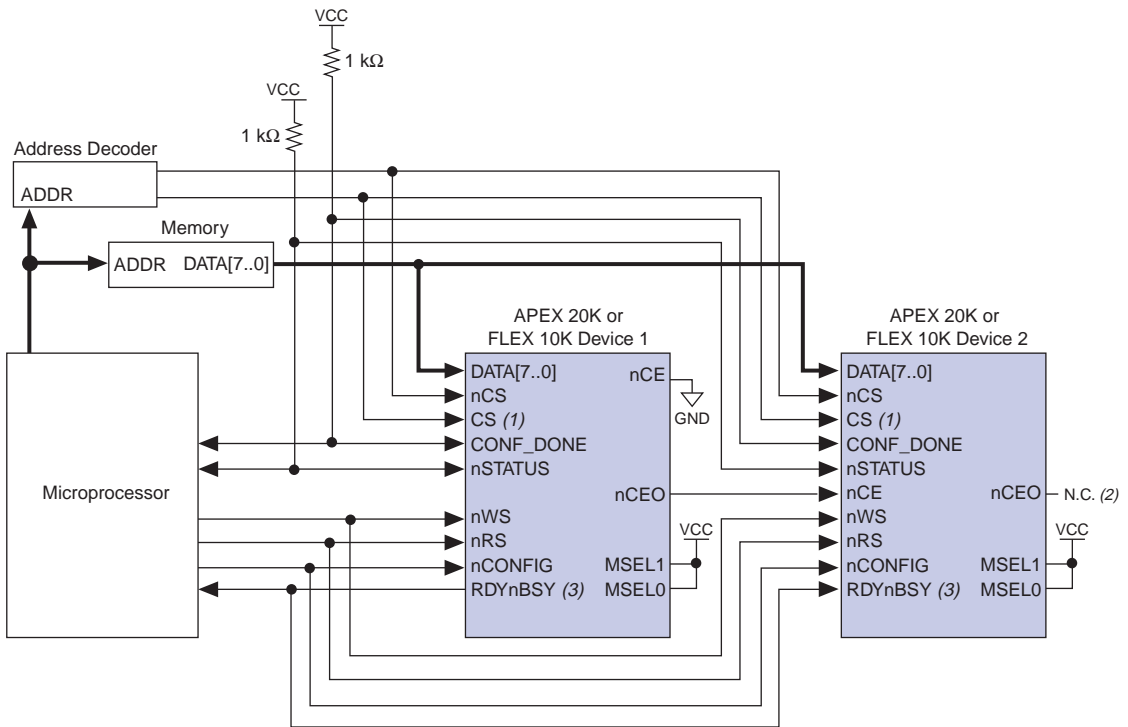 VCC
1 kΩ
VCC
1 kΩ
Address Decoder
ADDR
Memory
ADDR DATA[7..0]
Microprocessor
APEX 20K or
FLEX 10K Device 1
DATA[7..0]
nCS
CS (1)
CONF_DONE
nSTATUS
nWS
nRS
nCONFIG
RDYnBSY (3)
nCE
GND
nCEO
VCC
MSEL1
MSEL0
APEX 20K or
FLEX 10K Device 2
DATA[7..0]
nCS
CS (1)
CONF_DONE
nSTATUS
nCE
nWS
nRS
nCONFIG
RDYnBSY (3)
nCEO N.C. (2)
VCC
MSEL1
MSEL0